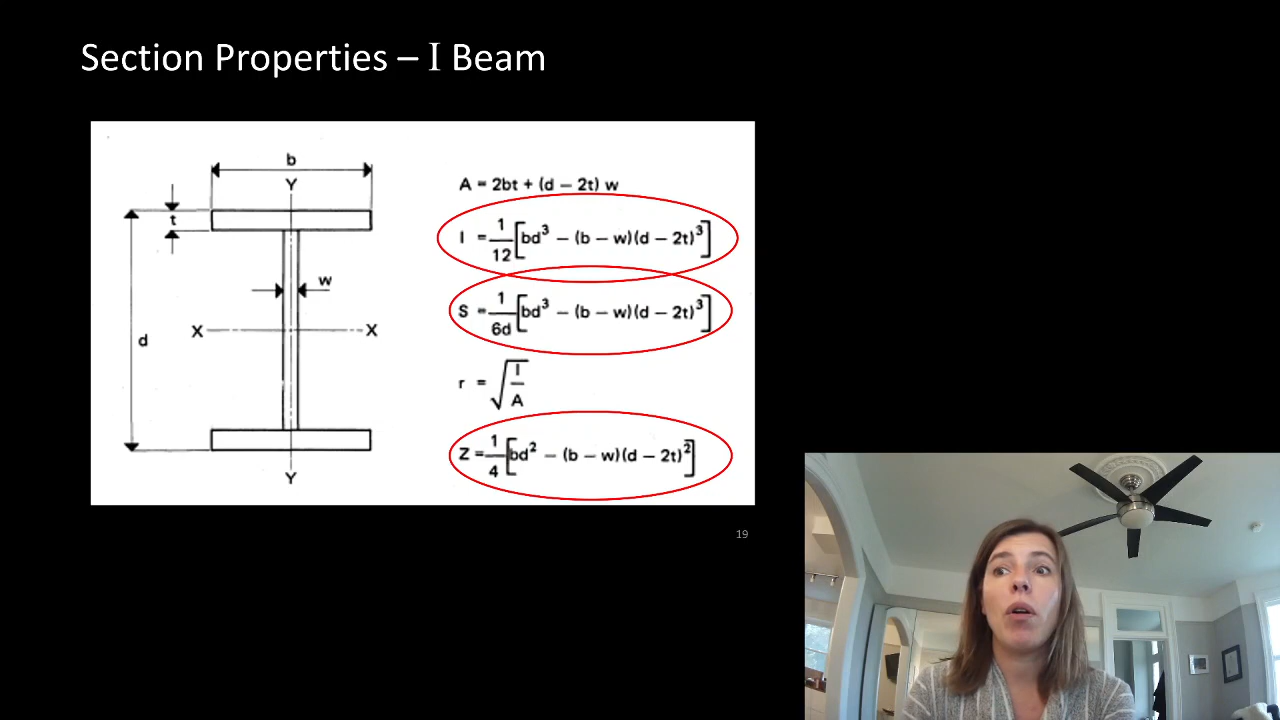 Section Properties – I Beam
b
Y
t
w
X
X
d
Y
A = 2bt + (d – 2t) w
I = 1/12 [bd³ – (b – w)(d – 2t)³]
S = 1/6d [bd³ – (b – w)(d – 2t)³]
r = √(I/A)
Z = 1/4 [bd² – (b – w)(d – 2t)²]
19